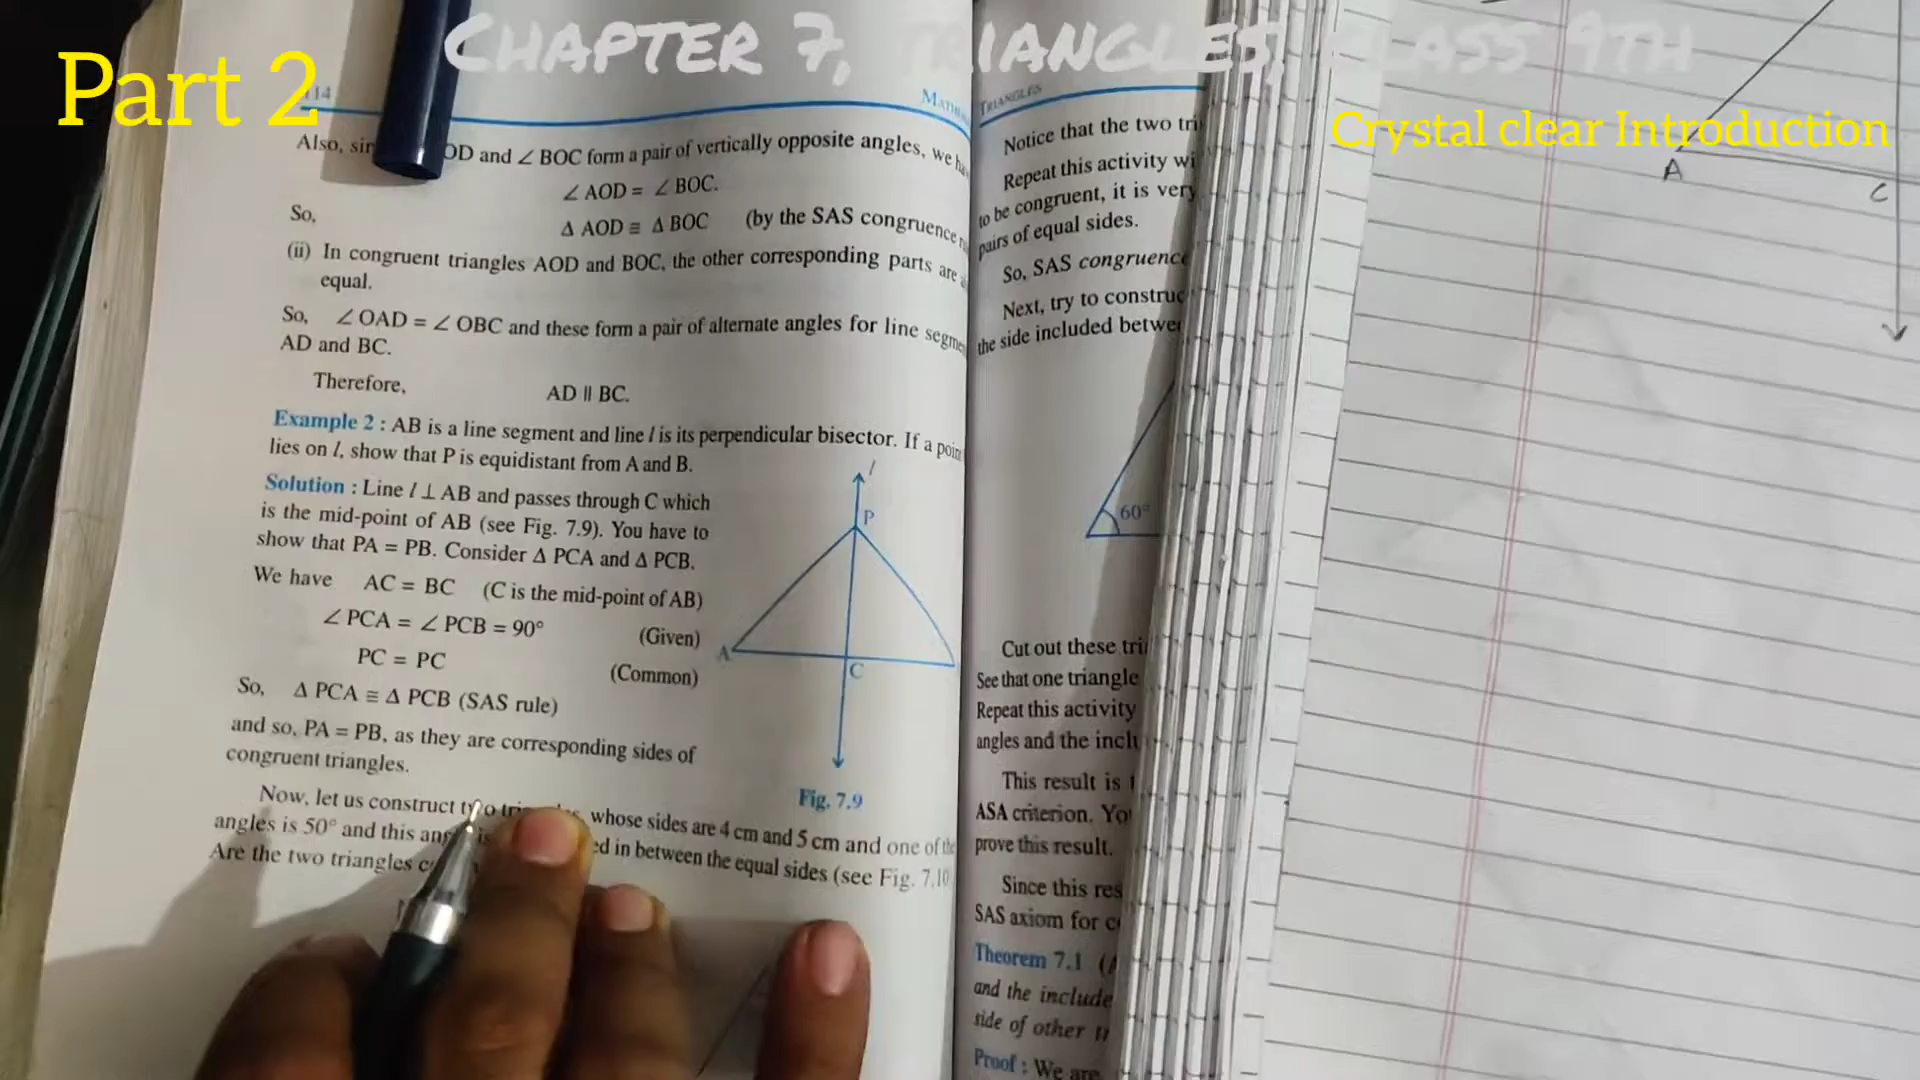 CHAPTER 7, TRIANGLES, CLASS 9TH
Part 2
Crystal clear Introduction
114
Also, OD and ∠ BOC form a pair of vertically opposite angles, we
∠ AOD = ∠ BOC.
So, Δ AOD ≅ Δ BOC (by the SAS congruence
(ii) In congruent triangles AOD and BOC, the other corresponding parts are
equal.
So, ∠ OAD = ∠ OBC and these form a pair of alternate angles for line
AD and BC.
Therefore, AD || BC.
Example 2 : AB is a line segment and line l is its perpendicular bisector. If a
lies on l, show that P is equidistant from A and B.
Solution : Line l ⊥ AB and passes through C which
is the mid-point of AB (see Fig. 7.9). You have to
show that PA = PB. Consider Δ PCA and Δ PCB.
We have AC = BC (C is the mid-point of AB)
∠ PCA = ∠ PCB = 90° (Given)
PC = PC (Common)
So, Δ PCA ≅ Δ PCB (SAS rule)
and so, PA = PB, as they are corresponding sides of
congruent triangles.
l
P
A
C
Fig. 7.9
Now, let us construct two whose sides are 4 cm and 5 cm and one of the
angles is 50° and this in between the equal sides (see Fig. 7.10
Are the two triangles
TRIANGLES
Notice that the two
Repeat this activity
to be congruent, it is very
pairs of equal sides.
So, SAS congruence
Next, try to construct
the side included
60°
Cut out these
See that one triangle
Repeat this activity
angles and the
This result is
ASA criterion.
prove this result.
Since this
SAS axiom for
Theorem 7.1
and the
side of other
Proof : We are
A
C